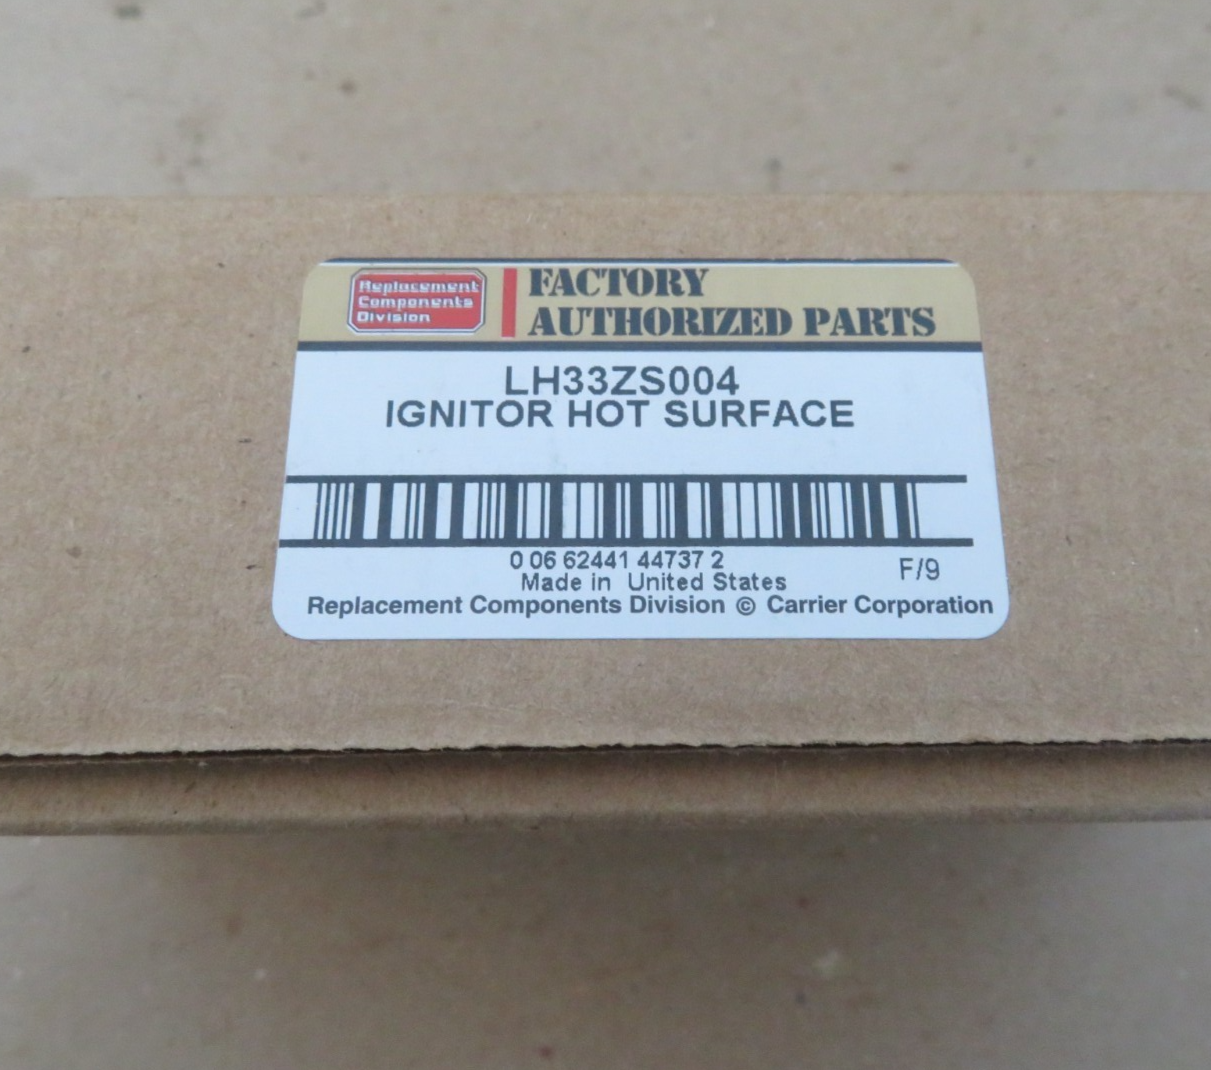 Replacement
Components
Division
FACTORY
AUTHORIZED PARTS
LH33ZS004
IGNITOR HOT SURFACE
0 06 62441 44737 2
Made in United States
F/9
Replacement Components Division © Carrier Corporation